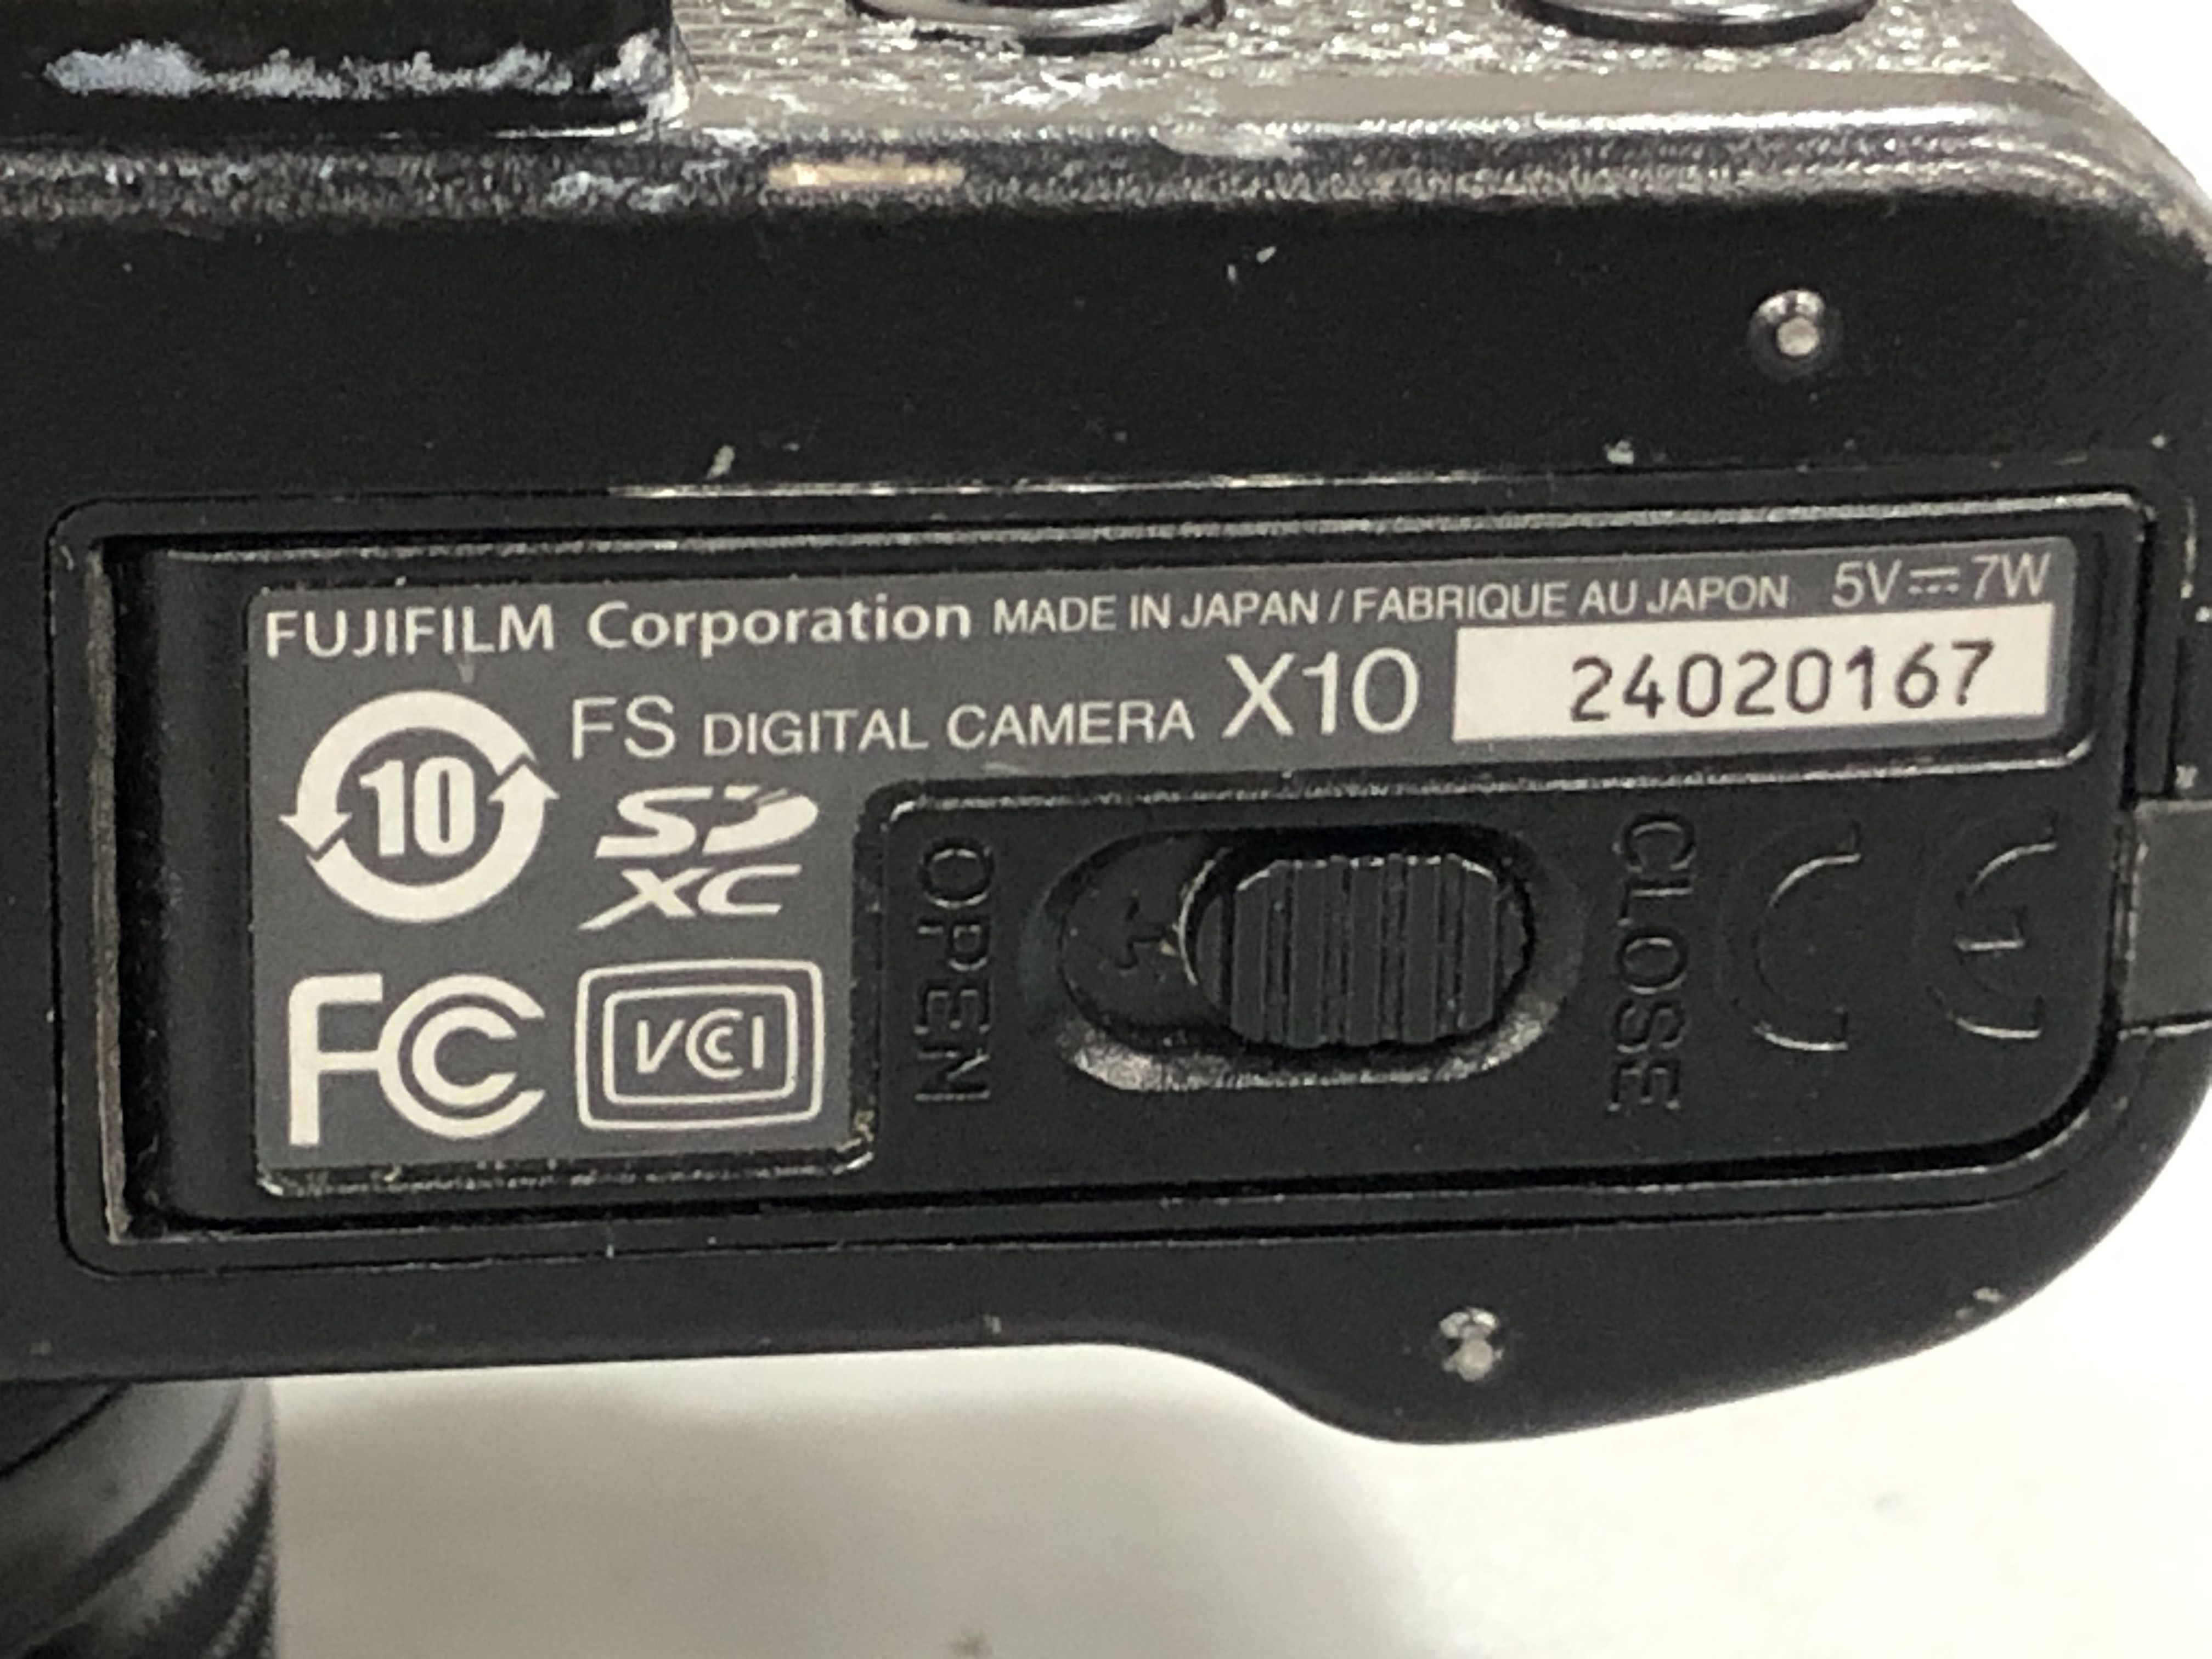 FUJIFILM Corporation MADE IN JAPAN / FABRIQUE AU JAPON 5V⎓7W
FS DIGITAL CAMERA X10 24020167
10
SD
XC
FC
VCCI
OPEN
CLOSE